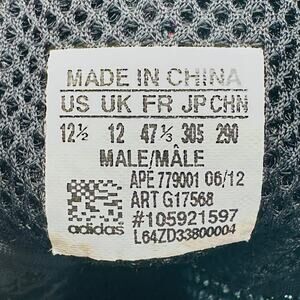 MADE IN CHINA
US UK FR JP CHN
12½ 12 47⅓ 305 290
MALE/MÂLE
APE 779001 06/12
ART G17568
#105921597
adidas L64ZD33800004